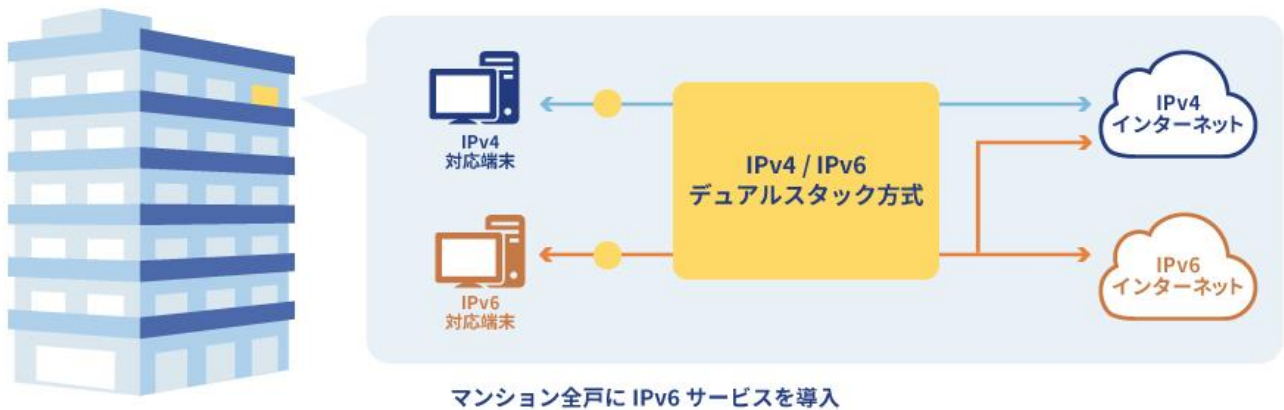 IPv4
対応端末
IPv4 / IPv6
デュアルスタック方式
IPv4
インターネット
IPv6
対応端末
IPv6
インターネット
マンション全戸に IPv6 サービスを導入